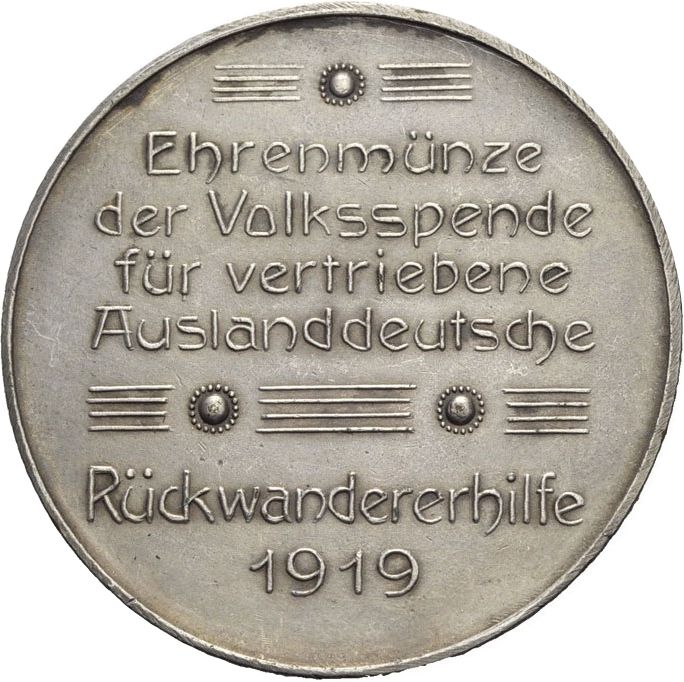 Ehrenmünze
der Volksspende
für vertriebene
Auslanddeutsche
Rückwandererhilfe
1919